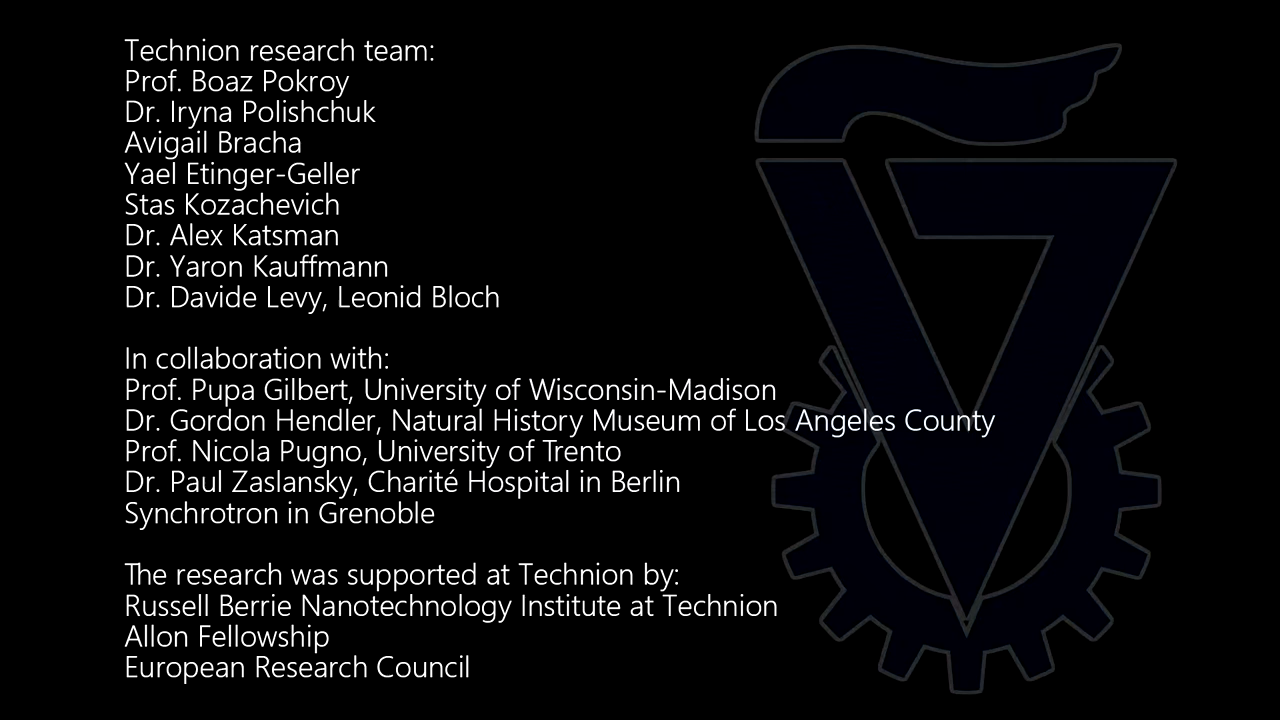 Technion research team:
Prof. Boaz Pokroy
Dr. Iryna Polishchuk
Avigail Bracha
Yael Etinger-Geller
Stas Kozachevich
Dr. Alex Katsman
Dr. Yaron Kauffmann
Dr. Davide Levy, Leonid Bloch
In collaboration with:
Prof. Pupa Gilbert, University of Wisconsin-Madison
Dr. Gordon Hendler, Natural History Museum of Los Angeles County
Prof. Nicola Pugno, University of Trento
Dr. Paul Zaslansky, Charité Hospital in Berlin
Synchrotron in Grenoble
The research was supported at Technion by:
Russell Berrie Nanotechnology Institute at Technion
Allon Fellowship
European Research Council